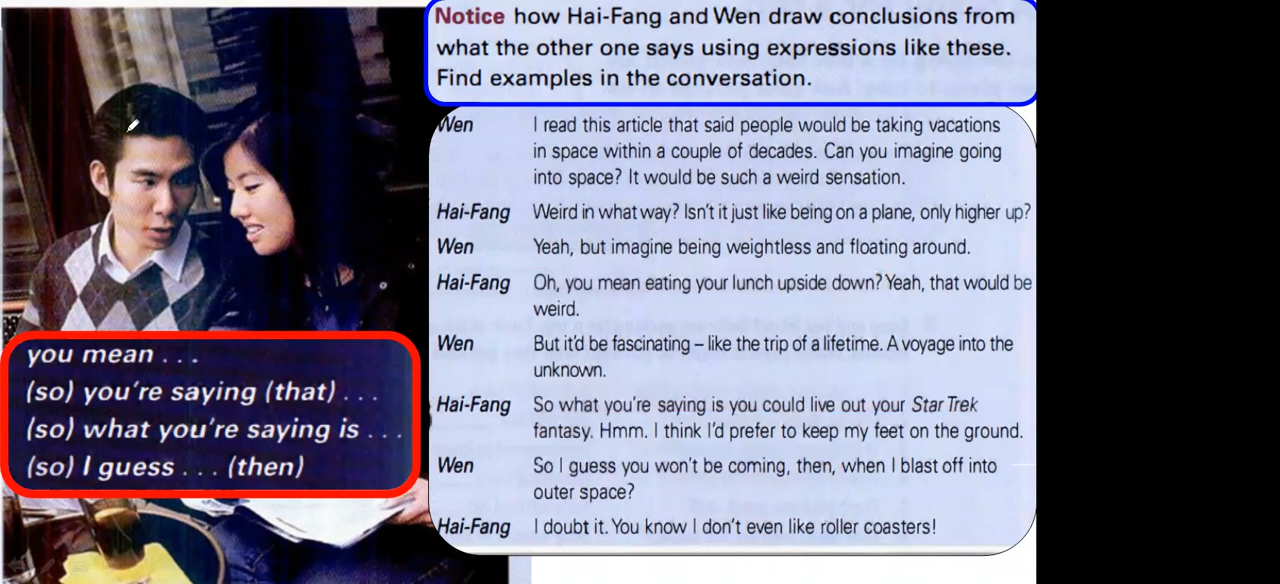 Notice how Hai-Fang and Wen draw conclusions from
what the other one says using expressions like these.
Find examples in the conversation.
you mean . . .
(so) you're saying (that) . . .
(so) what you're saying is . . .
(so) I guess . . . (then)
Wen I read this article that said people would be taking vacations
in space within a couple of decades. Can you imagine going
into space? It would be such a weird sensation.
Hai-Fang Weird in what way? Isn't it just like being on a plane, only higher up?
Wen Yeah, but imagine being weightless and floating around.
Hai-Fang Oh, you mean eating your lunch upside down? Yeah, that would be
weird.
Wen But it'd be fascinating – like the trip of a lifetime. A voyage into the
unknown.
Hai-Fang So what you're saying is you could live out your Star Trek
fantasy. Hmm. I think I'd prefer to keep my feet on the ground.
Wen So I guess you won't be coming, then, when I blast off into
outer space?
Hai-Fang I doubt it. You know I don't even like roller coasters!